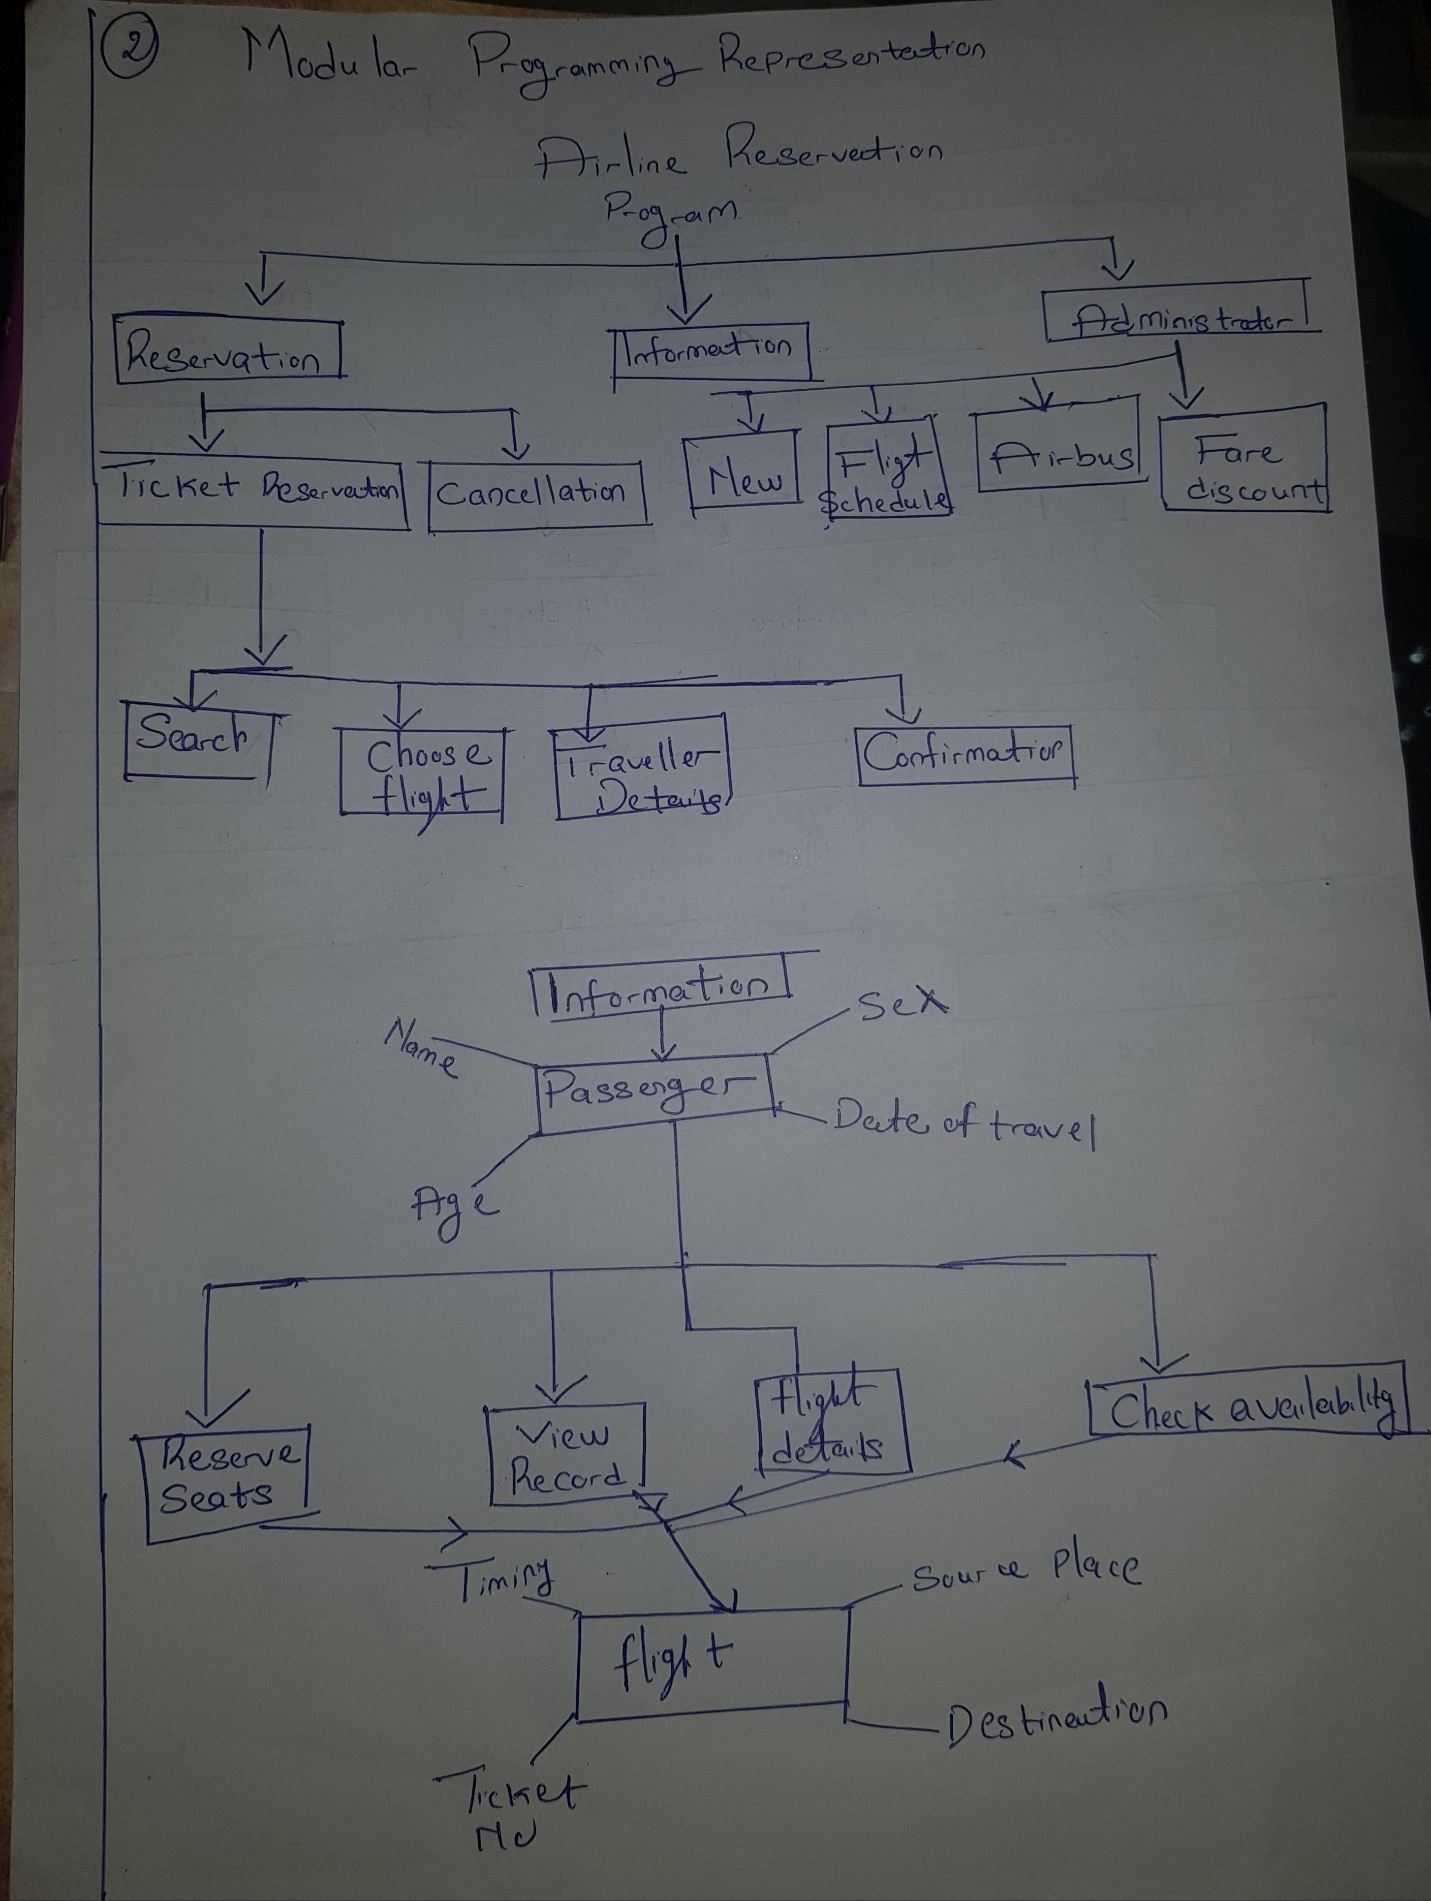 2 Modular Programming Representation
Airline Reservation
Program
Reservation Information Administrator
Ticket Reservation Cancellation New Fligt Airbus Fare
Schedule discount
Search Choose Traveller Confirmation
flight Details
Information
Name Sex
Passenger
Date of travel
Age
Reserve View flight Check availability
Seats Record details
Timing Source Place
flight
Destination
Ticket
No